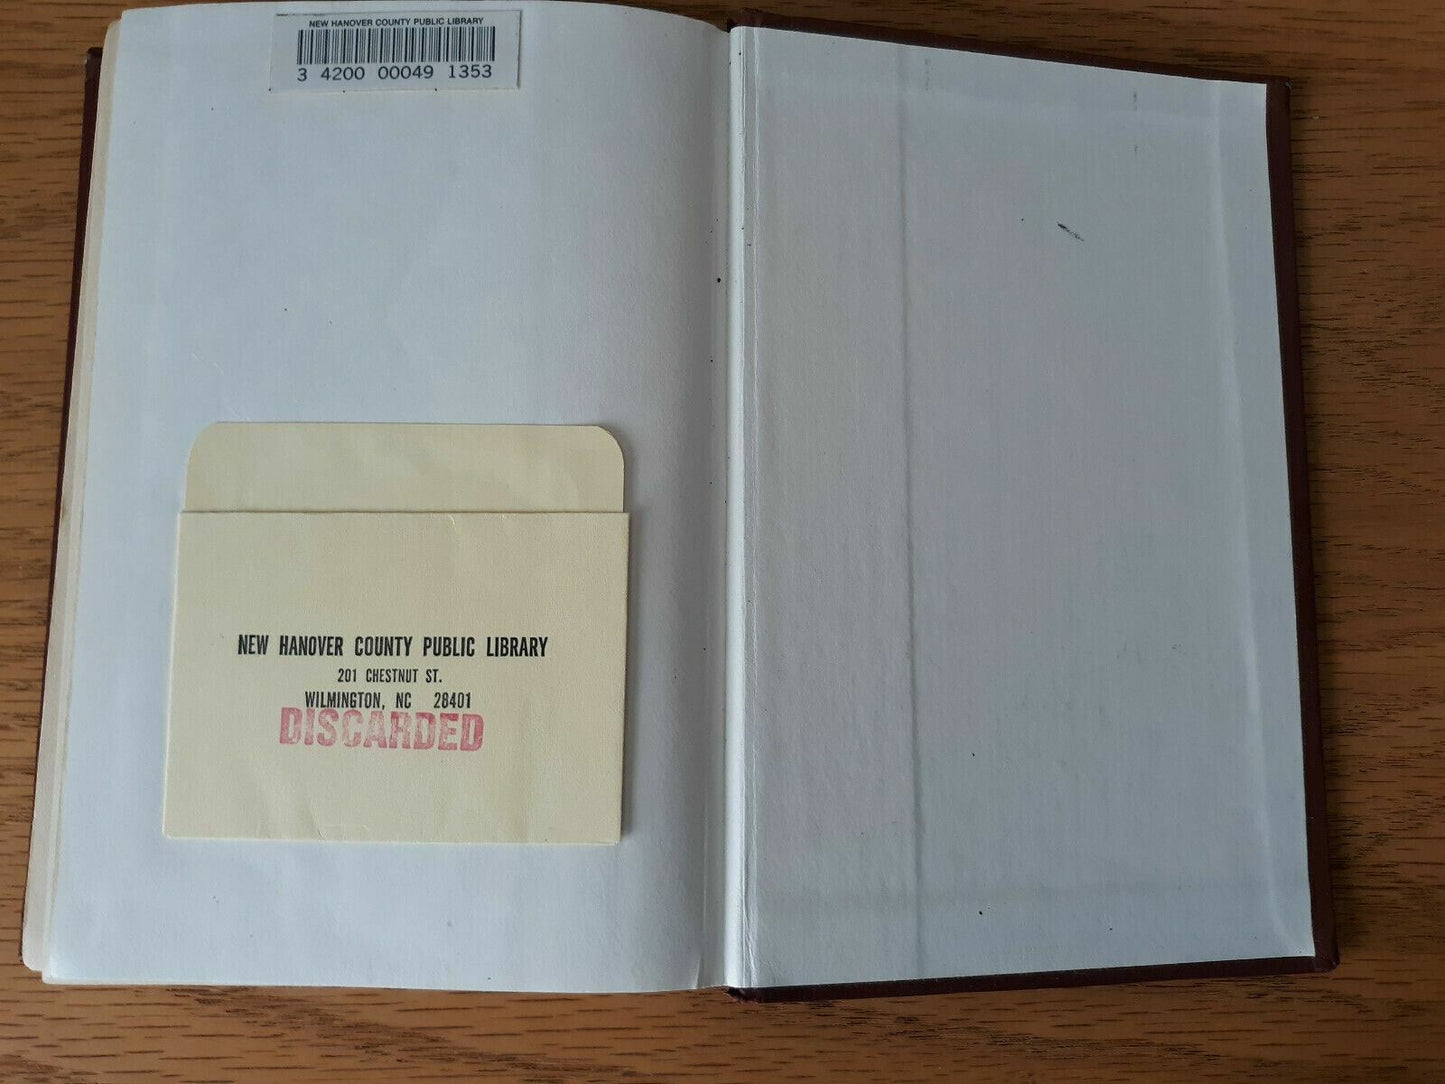 NEW HANOVER COUNTY PUBLIC LIBRARY
3 4200 00049 1353
NEW HANOVER COUNTY PUBLIC LIBRARY
201 CHESTNUT ST.
WILMINGTON, NC 28401
DISCARDED